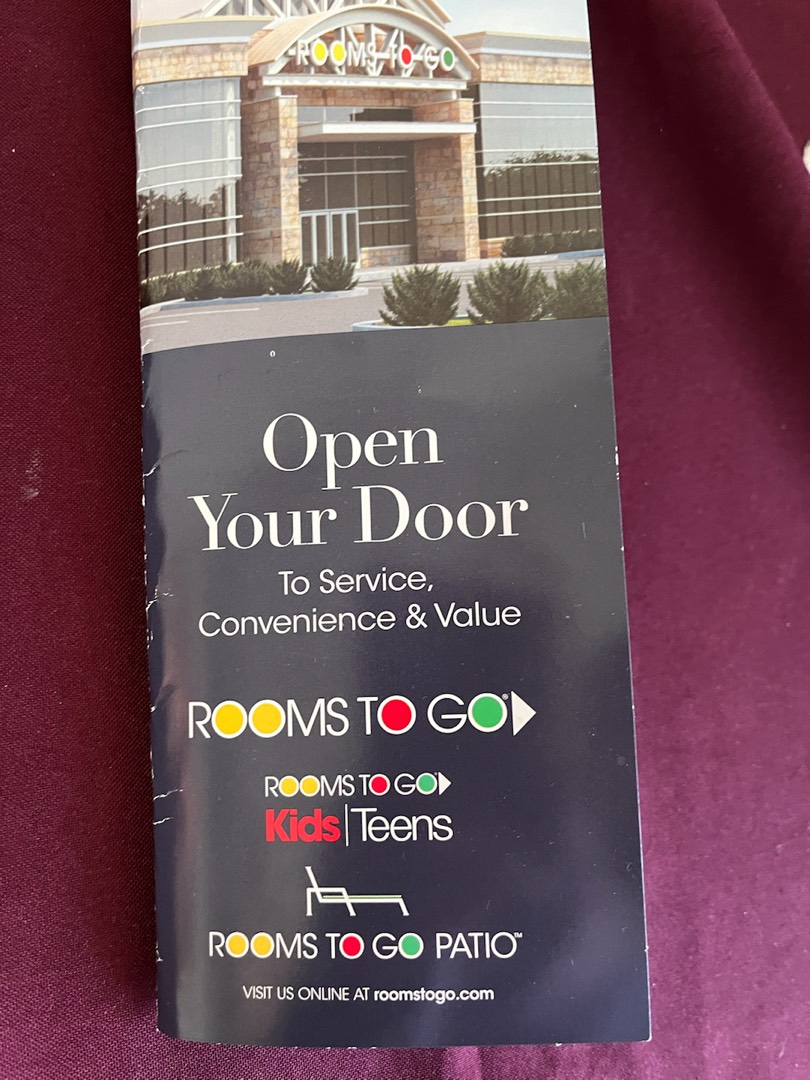 ROOMS TO GO
Open
Your Door
To Service,
Convenience & Value
ROOMS TO GO®
ROOMS TO GO®
Kids|Teens
ROOMS TO GO PATIO™
VISIT US ONLINE AT roomstogo.com